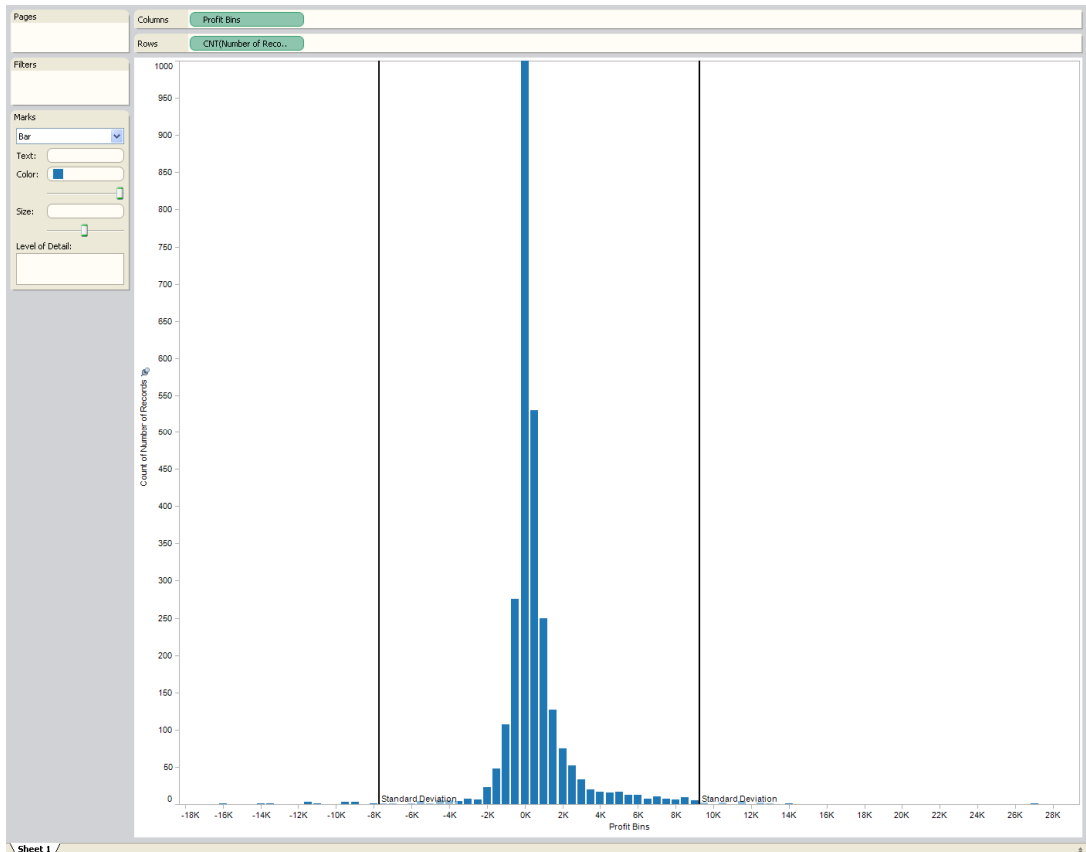 Pages
Columns Profit Bins
Rows CNT(Number of Reco..
Filters
Marks
Bar
Text:
Color:
Size:
Level of Detail:
1000
950
900
850
800
750
700
650
600
550
500
450
400
350
300
250
200
150
100
50
0
Count of Number of Records
Standard Deviation
Standard Deviation
-18K -16K -14K -12K -10K -8K -6K -4K -2K 0K 2K 4K 6K 8K 10K 12K 14K 16K 18K 20K 22K 24K 26K 28K
Profit Bins
Sheet 1